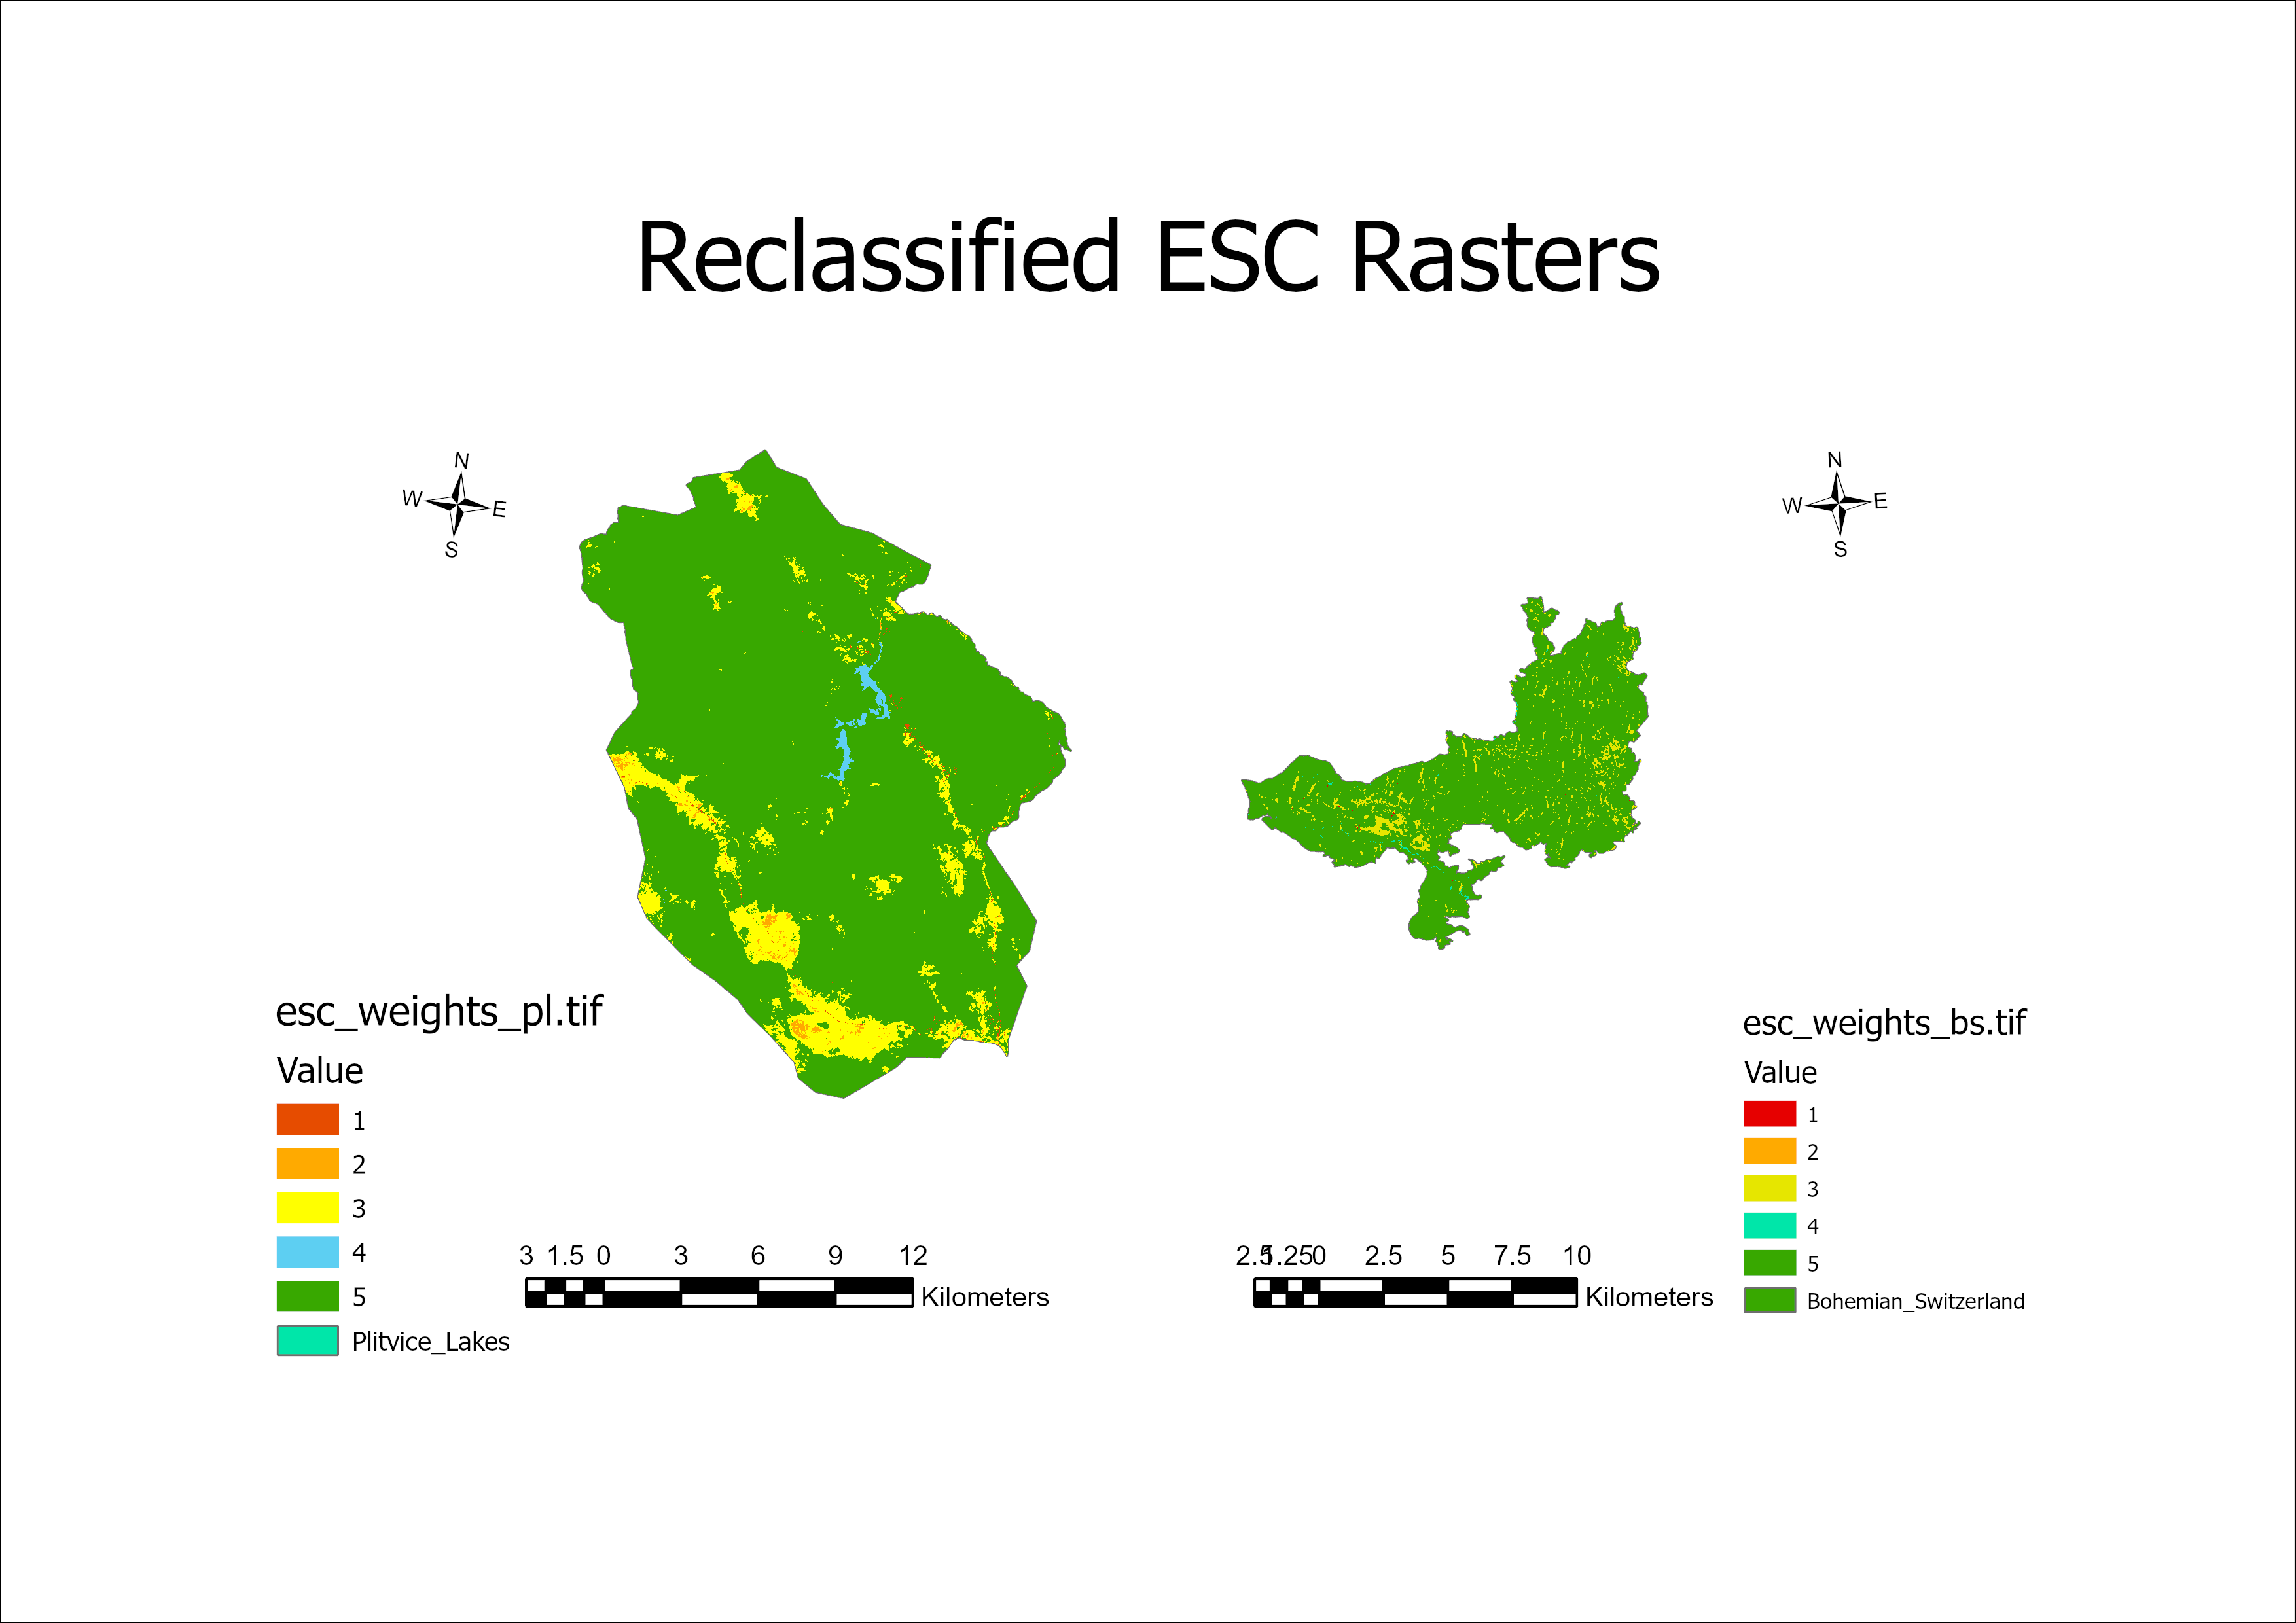 Reclassified ESC Rasters
N
W E
S
N
W E
S
esc_weights_pl.tif
Value
1
2
3
4
5
Plitvice_Lakes
3 1.5 0 3 6 9 12
Kilometers
2.5 1.25 0 2.5 5 7.5 10
Kilometers
esc_weights_bs.tif
Value
1
2
3
4
5
Bohemian_Switzerland